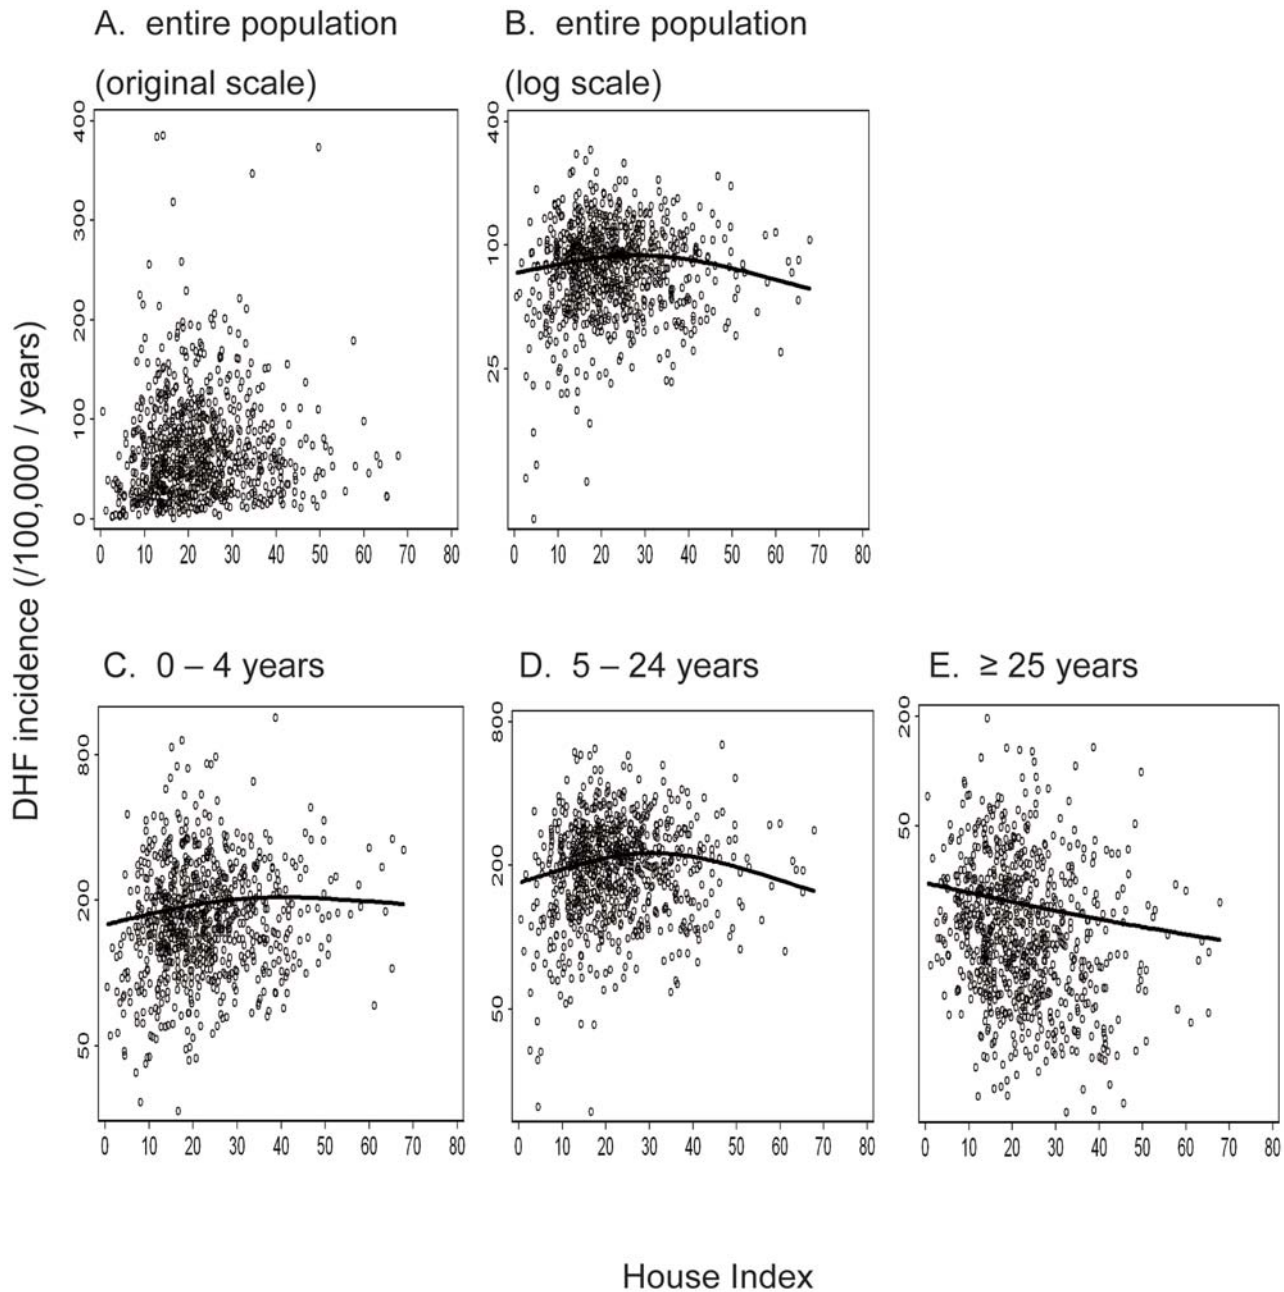 A. entire population
(original scale)
B. entire population
(log scale)
400
300
200
100
0
0 10 20 30 40 50 60 70 80
400
100
25
0 10 20 30 40 50 60 70 80
DHF incidence (/100,000 / years)
C. 0 – 4 years
D. 5 – 24 years
E. ≥ 25 years
800
200
50
0 10 20 30 40 50 60 70 80
800
200
50
0 10 20 30 40 50 60 70 80
200
50
0 10 20 30 40 50 60 70 80
House Index